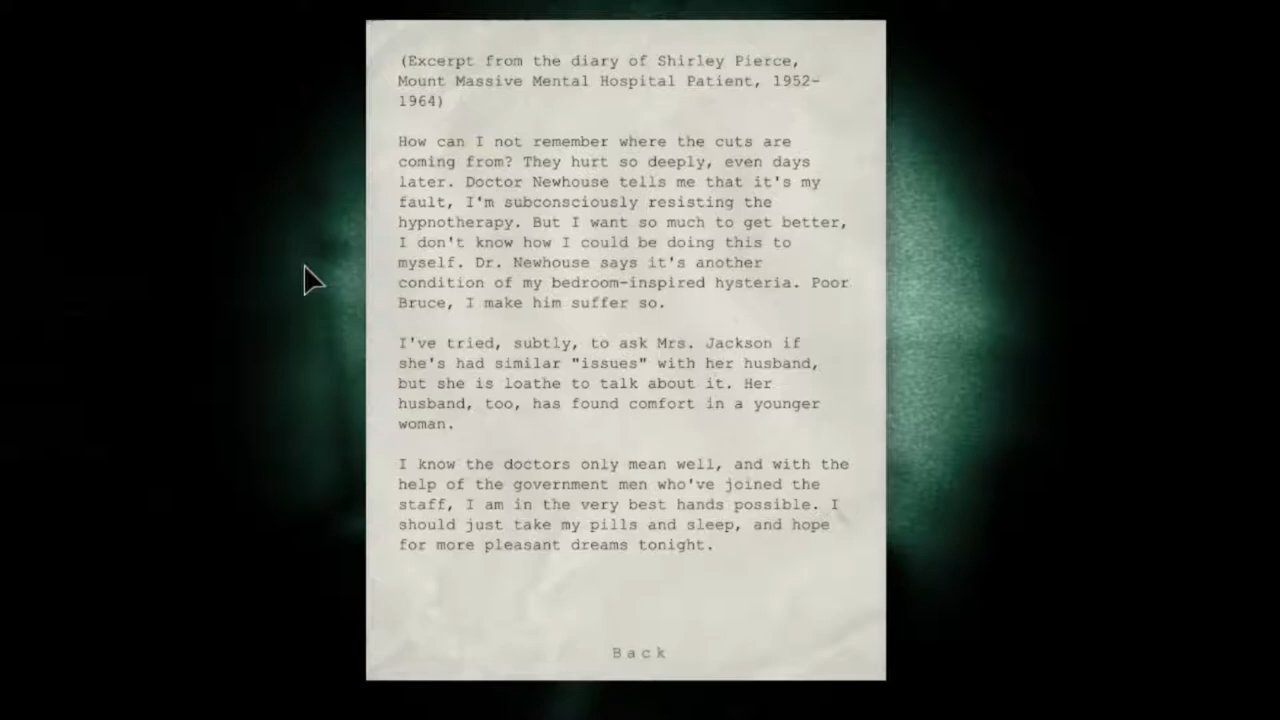 (Excerpt from the diary of Shirley Pierce,
Mount Massive Mental Hospital Patient, 1952-
1964)
How can I not remember where the cuts are
coming from? They hurt so deeply, even days
later. Doctor Newhouse tells me that it's my
fault, I'm subconsciously resisting the
hypnotherapy. But I want so much to get better,
I don't know how I could be doing this to
myself. Dr. Newhouse says it's another
condition of my bedroom-inspired hysteria. Poor
Bruce, I make him suffer so.
I've tried, subtly, to ask Mrs. Jackson if
she's had similar "issues" with her husband,
but she is loathe to talk about it. Her
husband, too, has found comfort in a younger
woman.
I know the doctors only mean well, and with the
help of the government men who've joined the
staff, I am in the very best hands possible. I
should just take my pills and sleep, and hope
for more pleasant dreams tonight.
Back